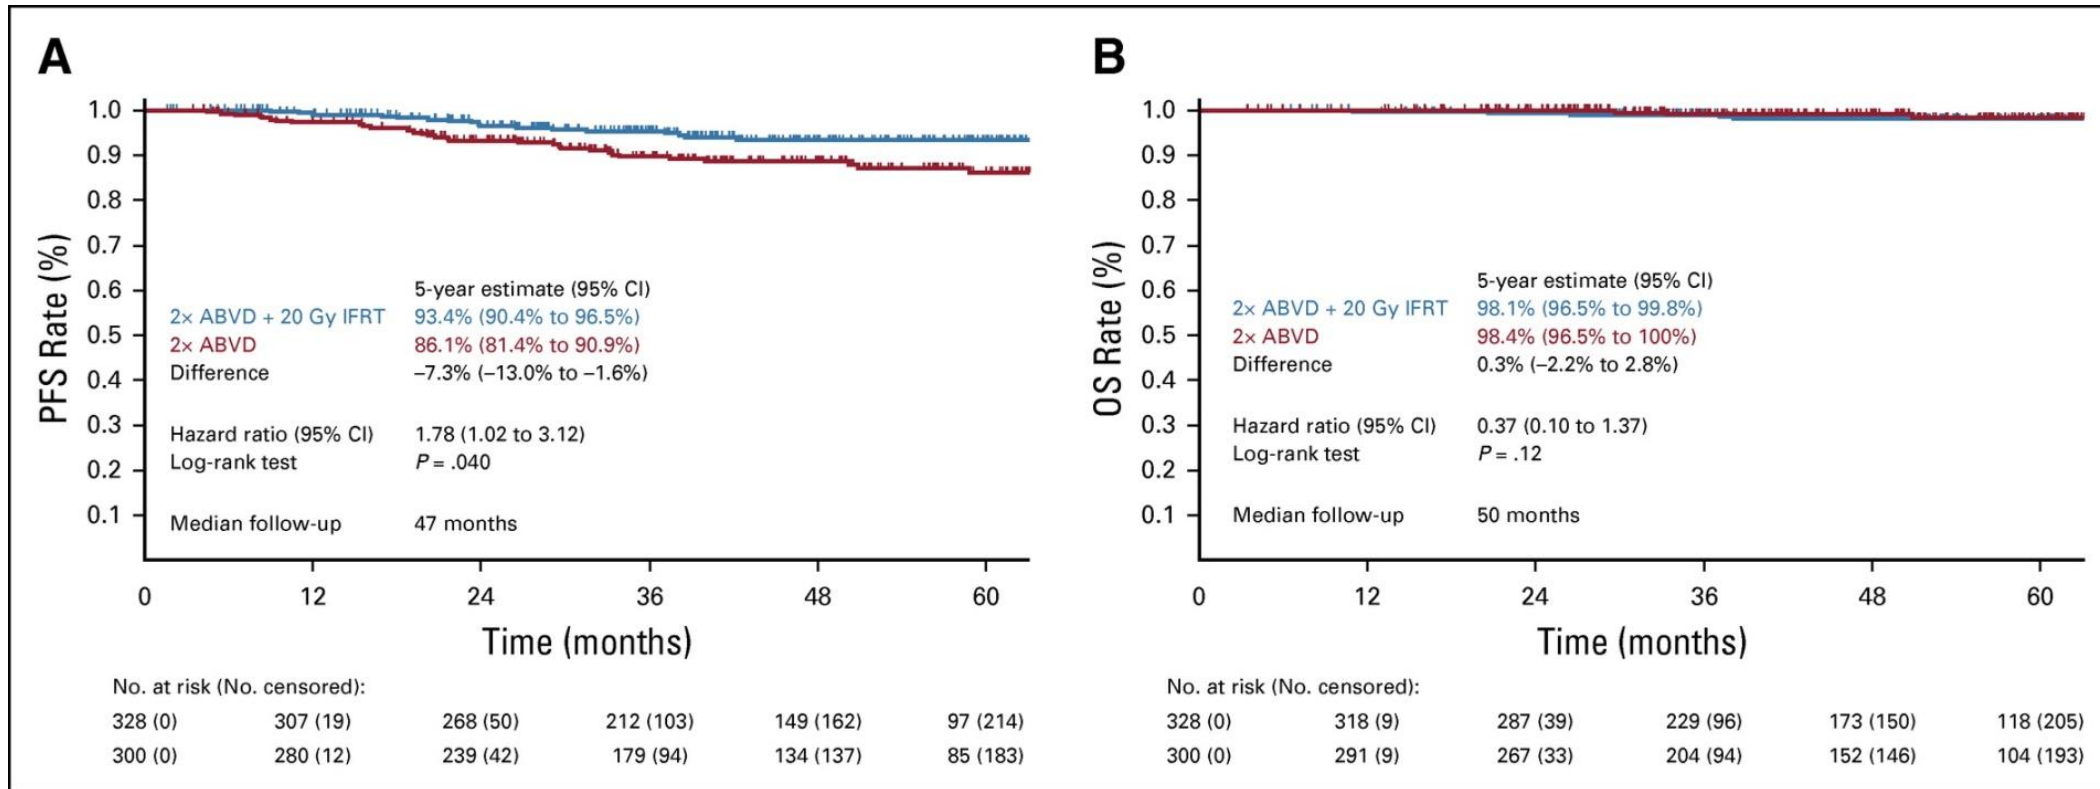 A
PFS Rate (%)
1.0
0.9
0.8
0.7
0.6
0.5
0.4
0.3
0.2
0.1
5-year estimate (95% CI)
2× ABVD + 20 Gy IFRT 93.4% (90.4% to 96.5%)
2× ABVD 86.1% (81.4% to 90.9%)
Difference –7.3% (–13.0% to –1.6%)
Hazard ratio (95% CI) 1.78 (1.02 to 3.12)
Log-rank test P = .040
Median follow-up 47 months
0 12 24 36 48 60
Time (months)
No. at risk (No. censored):
328 (0) 307 (19) 268 (50) 212 (103) 149 (162) 97 (214)
300 (0) 280 (12) 239 (42) 179 (94) 134 (137) 85 (183)
B
OS Rate (%)
1.0
0.9
0.8
0.7
0.6
0.5
0.4
0.3
0.2
0.1
5-year estimate (95% CI)
2× ABVD + 20 Gy IFRT 98.1% (96.5% to 99.8%)
2× ABVD 98.4% (96.5% to 100%)
Difference 0.3% (–2.2% to 2.8%)
Hazard ratio (95% CI) 0.37 (0.10 to 1.37)
Log-rank test P = .12
Median follow-up 50 months
0 12 24 36 48 60
Time (months)
No. at risk (No. censored):
328 (0) 318 (9) 287 (39) 229 (96) 173 (150) 118 (205)
300 (0) 291 (9) 267 (33) 204 (94) 152 (146) 104 (193)